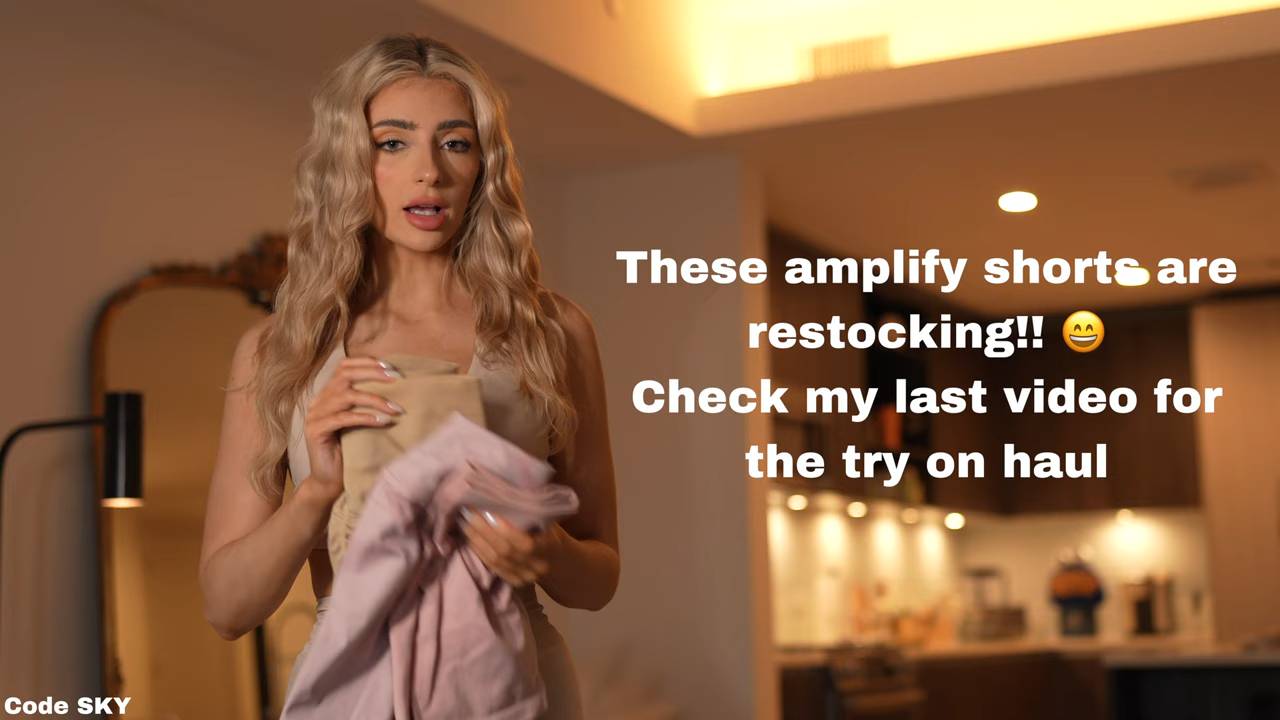 These amplify shorts are
restocking!! 😄
Check my last video for
the try on haul
Code SKY